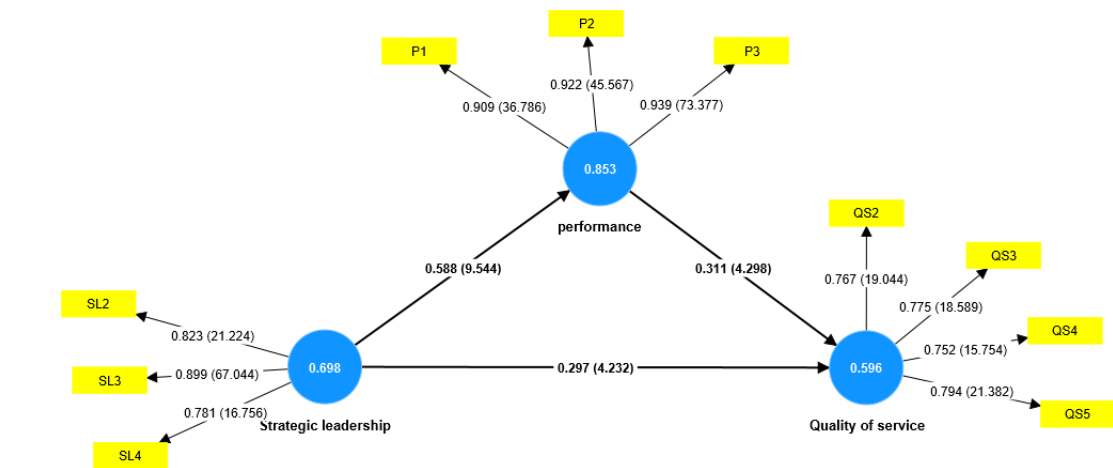 P2
P1
P3
0.922 (45.567)
0.909 (36.786)
0.939 (73.377)
0.853
performance
QS2
QS3
0.588 (9.544)
0.311 (4.298)
0.767 (19.044)
0.775 (18.589)
SL2
QS4
0.823 (21.224)
0.752 (15.754)
0.698
0.297 (4.232)
0.596
SL3
0.899 (67.044)
0.794 (21.382)
0.781 (16.756)
QS5
Strategic leadership
Quality of service
SL4